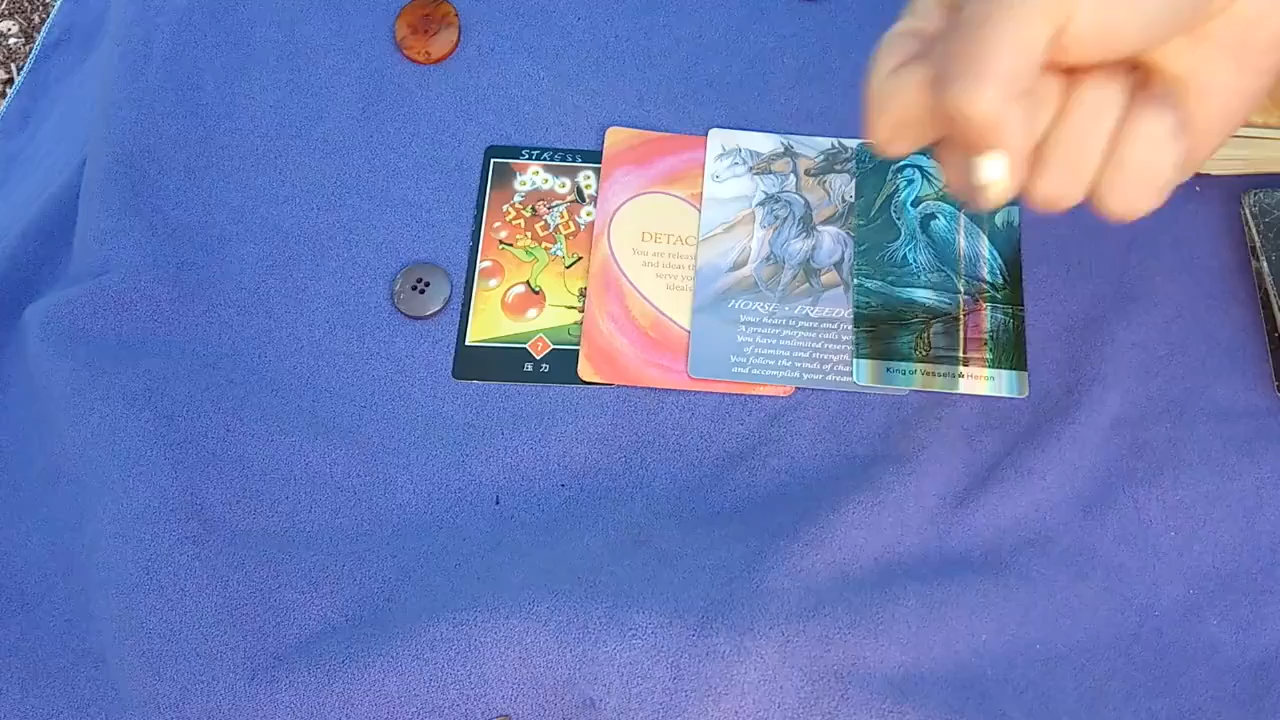 STRESS
7
压力
DETAC
You are releas
and ideas th
serve you
ideals
HORSE • FREEDO
Your heart is pure and fre
A greater purpose calls yo
You have unlimited reserv
of stamina and strength.
You follow the winds of cha
and accomplish your dream
King of Vessels Heron